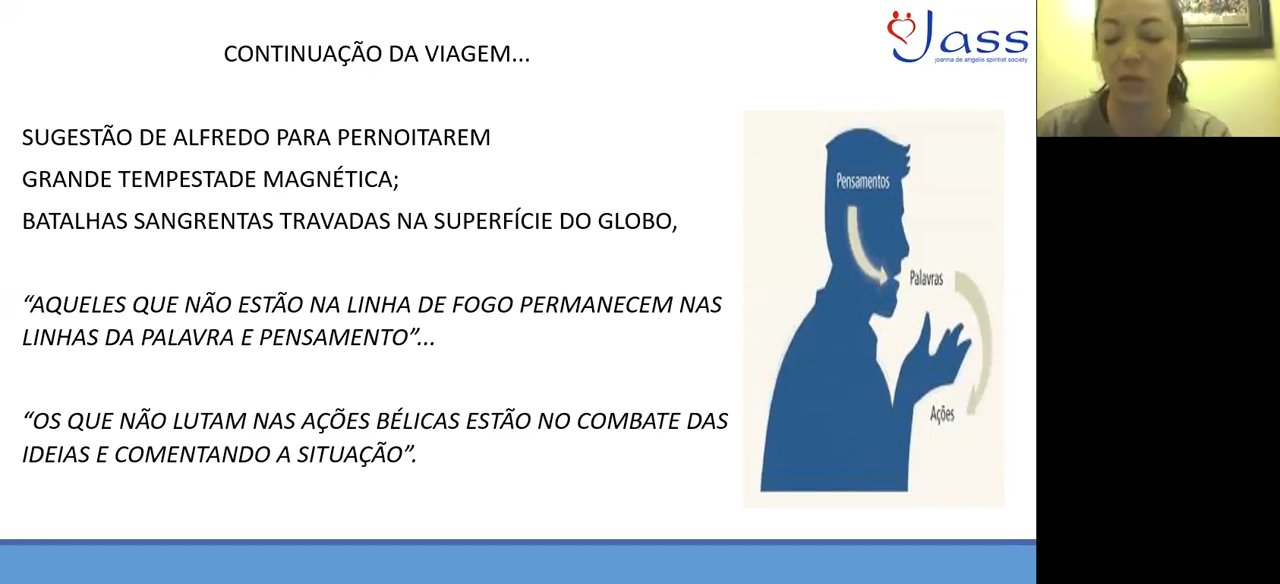 CONTINUAÇÃO DA VIAGEM...
Jass
joanna de angelis spiritist society
SUGESTÃO DE ALFREDO PARA PERNOITAREM
GRANDE TEMPESTADE MAGNÉTICA;
BATALHAS SANGRENTAS TRAVADAS NA SUPERFÍCIE DO GLOBO,
“AQUELES QUE NÃO ESTÃO NA LINHA DE FOGO PERMANECEM NAS
LINHAS DA PALAVRA E PENSAMENTO”...
“OS QUE NÃO LUTAM NAS AÇÕES BÉLICAS ESTÃO NO COMBATE DAS
IDEIAS E COMENTANDO A SITUAÇÃO”.
Pensamentos
Palavras
Ações